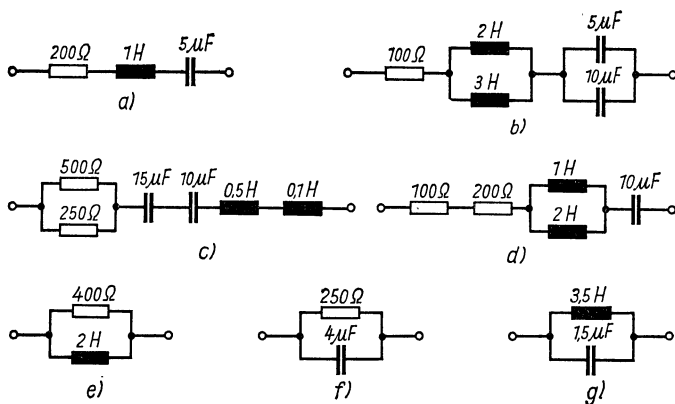 200Ω 1H 5μF
a)
100Ω 2H 3H 5μF 10μF
b)
500Ω 250Ω 15μF 10μF 0,5H 0,1H
c)
100Ω 200Ω 1H 2H 10μF
d)
400Ω 2H
e)
250Ω 4μF
f)
3,5H 1,5μF
g)